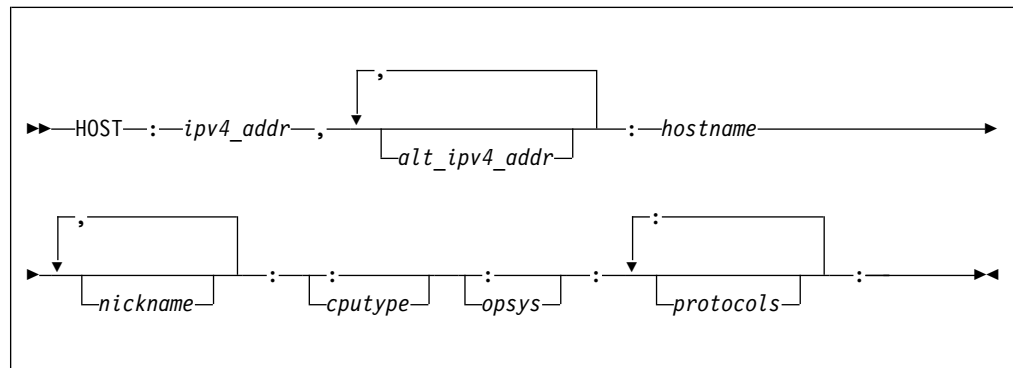 ,
HOST : ipv4_addr , : hostname
alt_ipv4_addr
, :
: : : : :
nickname cputype opsys protocols